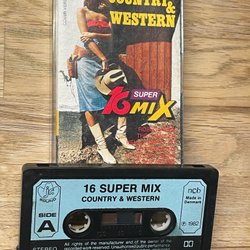 COUNTRY
& WESTERN
16 SUPER
MIX
16 SUPER MIX
COUNTRY & WESTERN
SIDE
A
STEREO
ncb
Made in
Denmark
℗ 1982
All rights of the manufacturer and of the owner of the
recorded work reserved. Unauthorised public performance